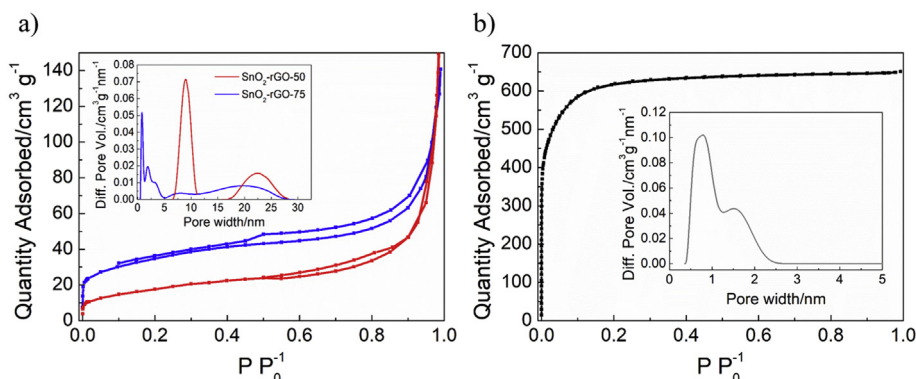 a)
140
120
100
80
60
40
20
0
Quantity Adsorbed/cm³ g⁻¹
0.0 0.2 0.4 0.6 0.8 1.0
P P₀⁻¹
0.08
0.07
0.06
0.05
0.04
0.03
0.02
0.01
0.00
Diff. Pore Vol./cm³g⁻¹nm⁻¹
SnO₂-rGO-50
SnO₂-rGO-75
0 5 10 15 20 25 30
Pore width/nm
b)
700
600
500
400
300
200
100
0
Quantity Adsorbed/cm³ g⁻¹
0.0 0.2 0.4 0.6 0.8 1.0
P P₀⁻¹
0.12
0.10
0.08
0.06
0.04
0.02
0.00
Diff. Pore Vol./cm³g⁻¹nm⁻¹
0 1 2 3 4 5
Pore width/nm